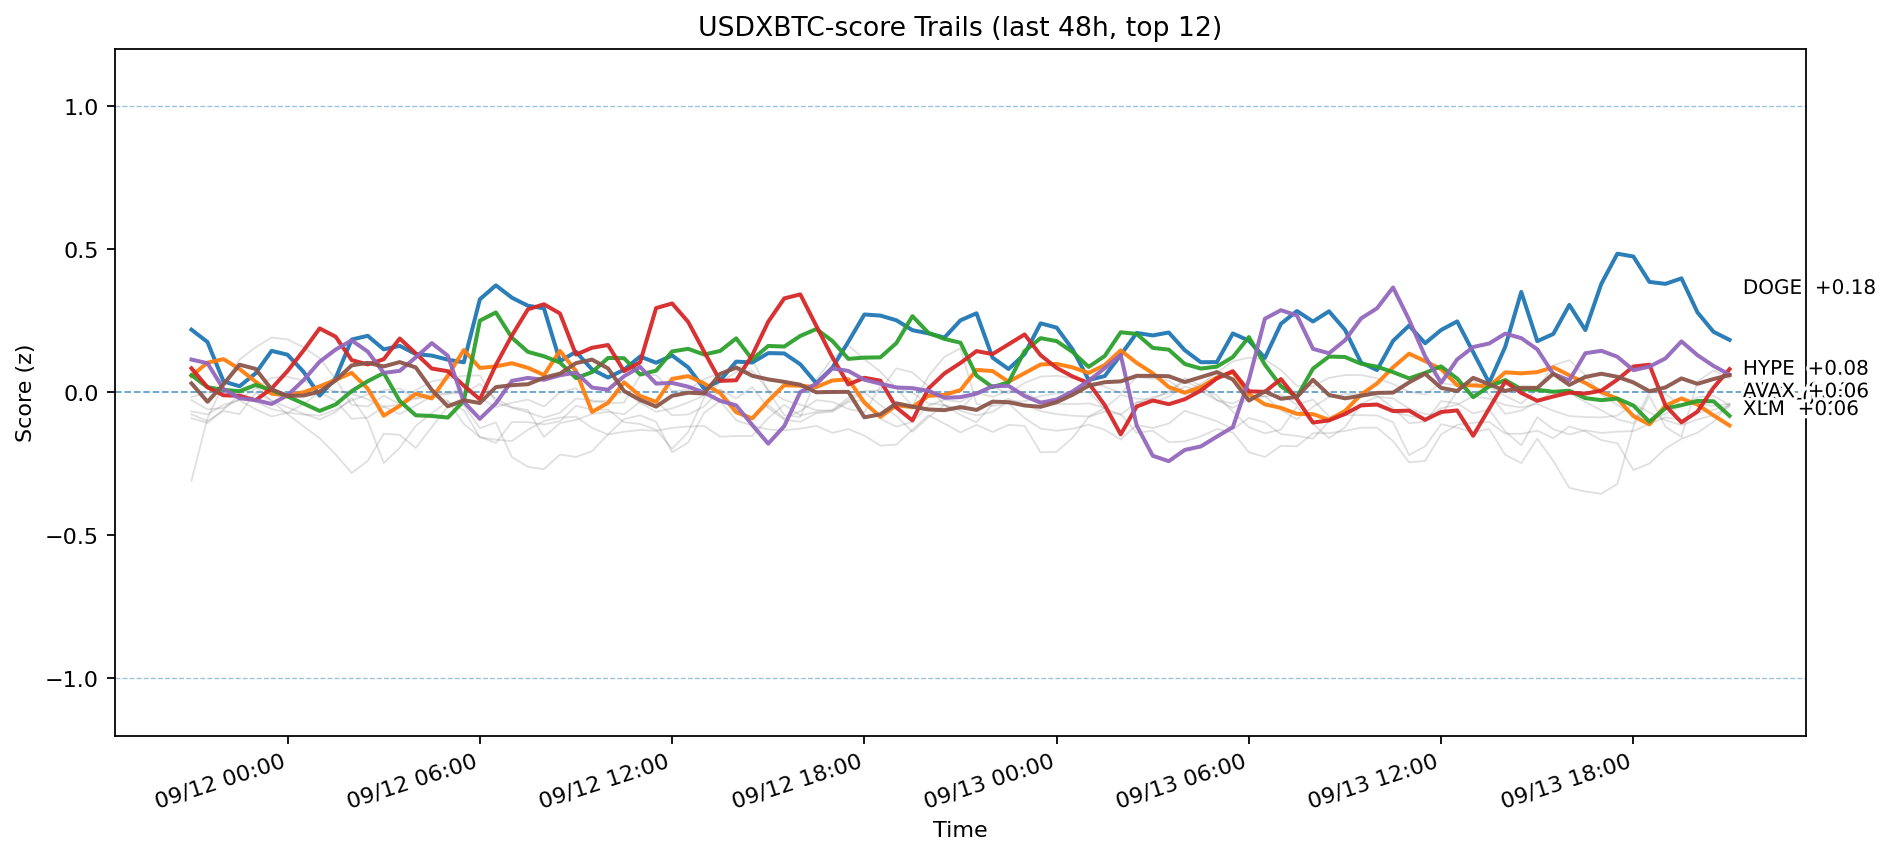 USDXBTC-score Trails (last 48h, top 12)
Score (z)
1.0
0.5
0.0
−0.5
−1.0
DOGE +0.18
HYPE +0.08
AVAX +0.06
XLM +0.06
09/12 00:00
09/12 06:00
09/12 12:00
09/12 18:00
09/13 00:00
09/13 06:00
09/13 12:00
09/13 18:00
Time